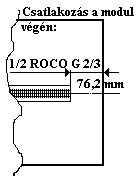 Csatlakozás a modul
végén:
1/2 ROCO G 2/3
76,2 mm